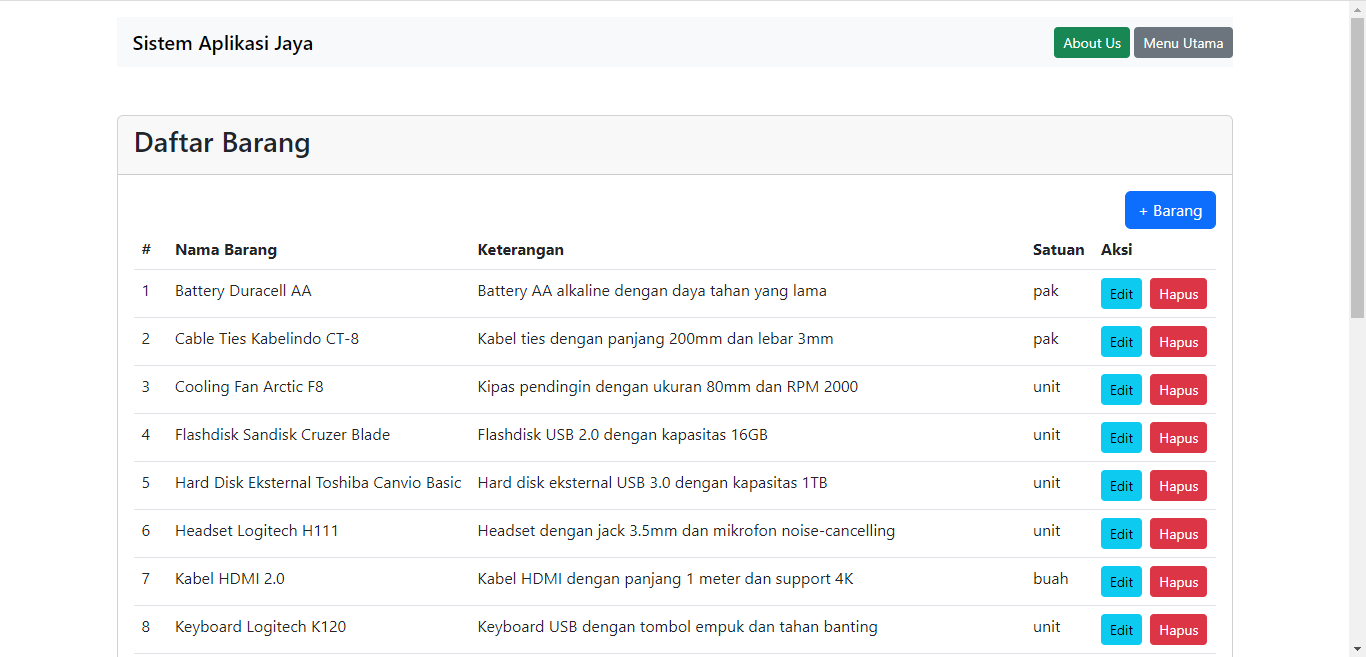 Sistem Aplikasi Jaya About Us Menu Utama
Daftar Barang
+ Barang
# Nama Barang Keterangan Satuan Aksi
1 Battery Duracell AA Battery AA alkaline dengan daya tahan yang lama pak Edit Hapus
2 Cable Ties Kabelindo CT-8 Kabel ties dengan panjang 200mm dan lebar 3mm pak Edit Hapus
3 Cooling Fan Arctic F8 Kipas pendingin dengan ukuran 80mm dan RPM 2000 unit Edit Hapus
4 Flashdisk Sandisk Cruzer Blade Flashdisk USB 2.0 dengan kapasitas 16GB unit Edit Hapus
5 Hard Disk Eksternal Toshiba Canvio Basic Hard disk eksternal USB 3.0 dengan kapasitas 1TB unit Edit Hapus
6 Headset Logitech H111 Headset dengan jack 3.5mm dan mikrofon noise-cancelling unit Edit Hapus
7 Kabel HDMI 2.0 Kabel HDMI dengan panjang 1 meter dan support 4K buah Edit Hapus
8 Keyboard Logitech K120 Keyboard USB dengan tombol empuk dan tahan banting unit Edit Hapus